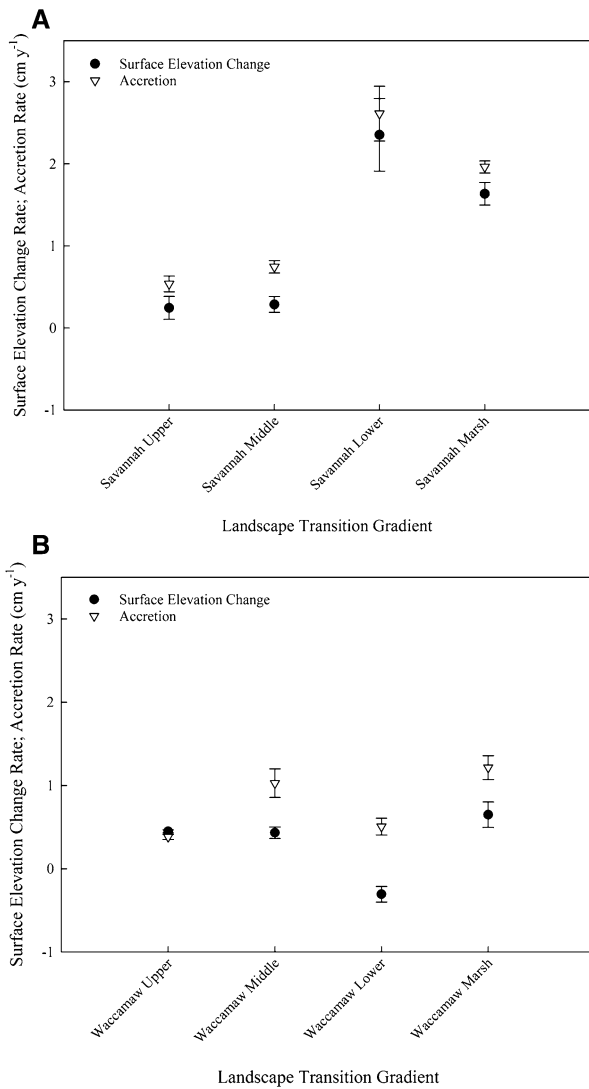 A
Surface Elevation Change
Accretion
Surface Elevation Change Rate; Accretion Rate (cm y⁻¹)
3
2
1
0
-1
Savannah Upper
Savannah Middle
Savannah Lower
Savannah Marsh
Landscape Transition Gradient
B
Surface Elevation Change
Accretion
Surface Elevation Change Rate; Accretion Rate (cm y⁻¹)
3
2
1
0
-1
Waccamaw Upper
Waccamaw Middle
Waccamaw Lower
Waccamaw Marsh
Landscape Transition Gradient